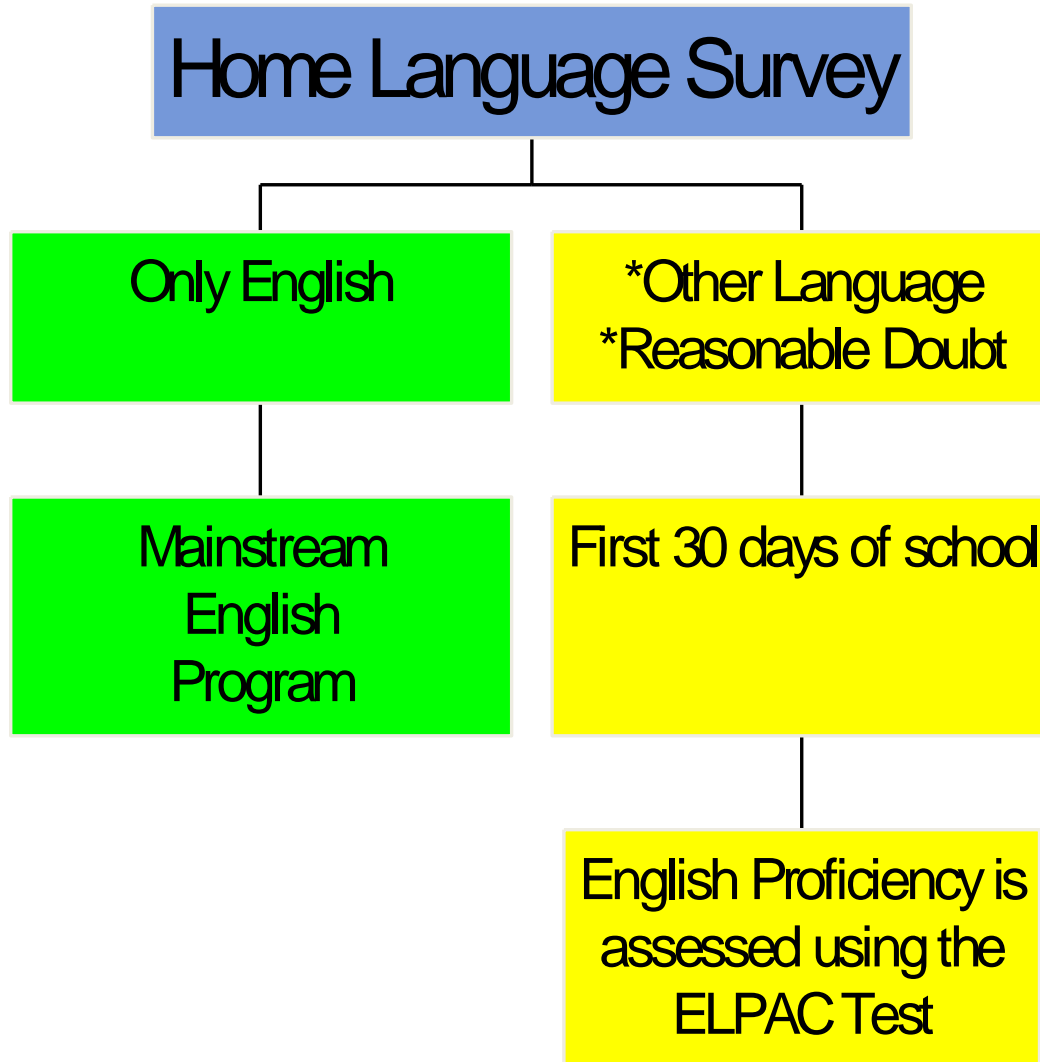 Home Language Survey
Only English
*Other Language
*Reasonable Doubt
Mainstream
English
Program
First 30 days of school
English Proficiency is
assessed using the
ELPAC Test